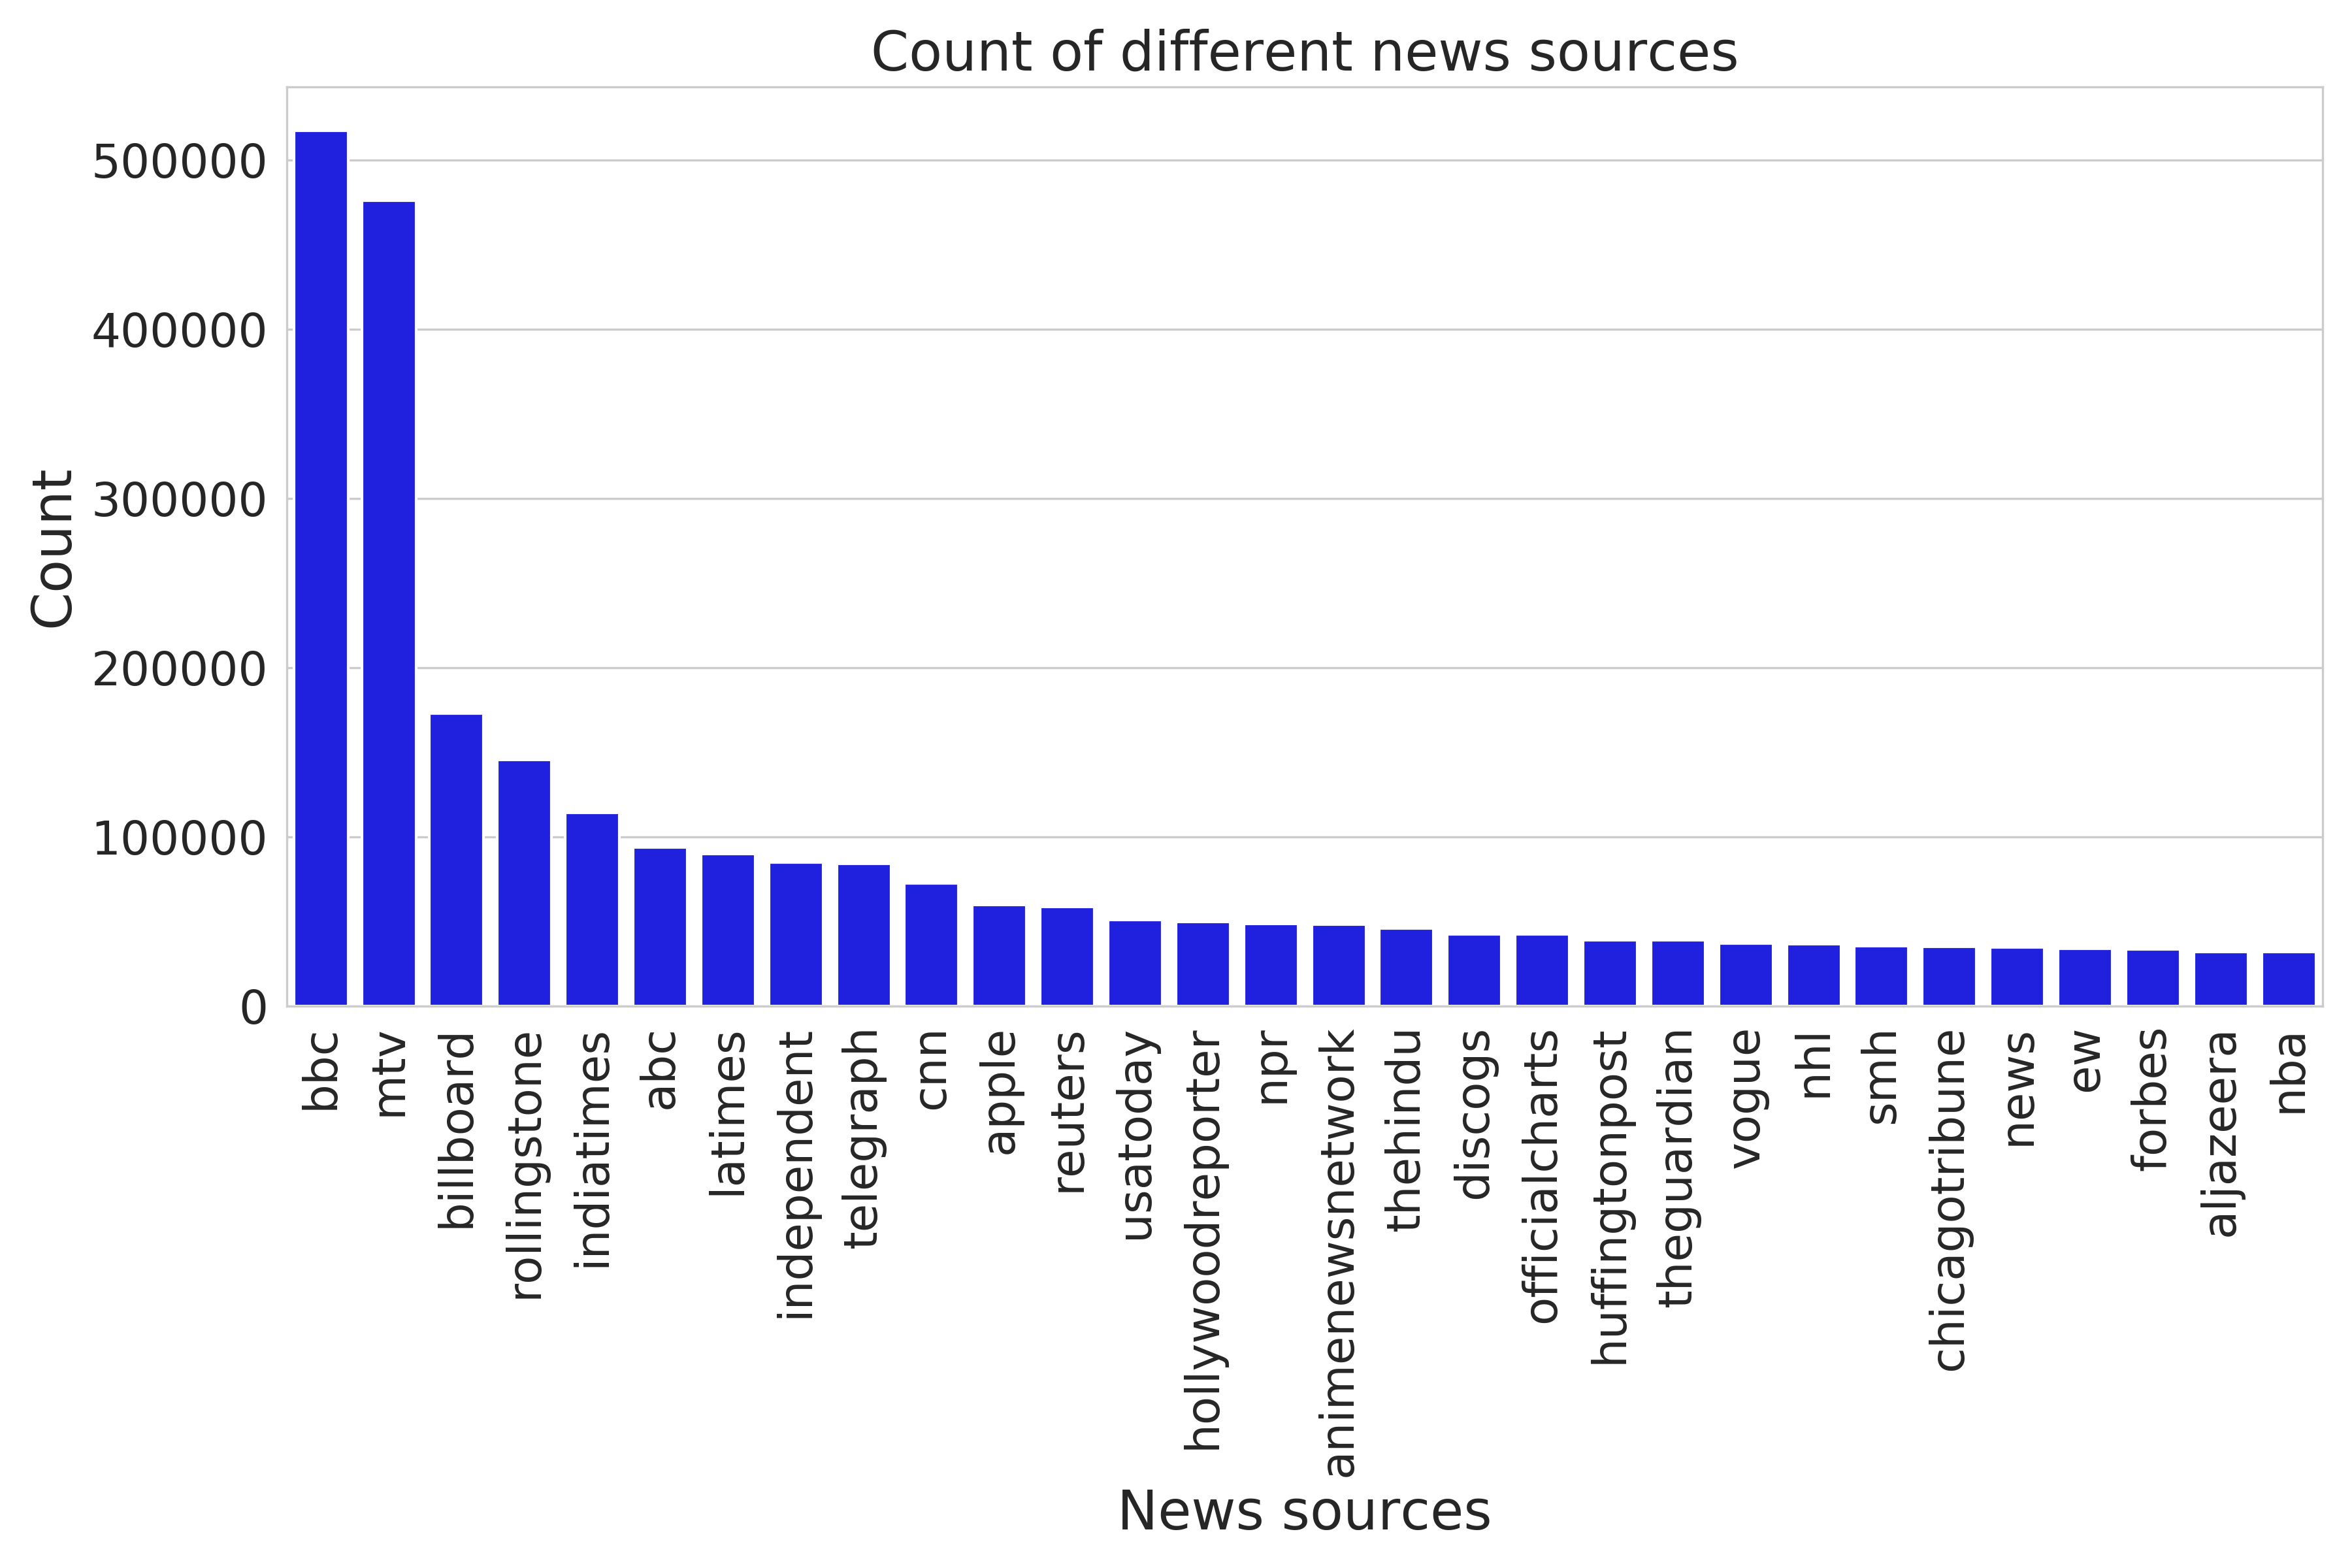 Count of different news sources
Count
500000
400000
300000
200000
100000
0
bbc
mtv
billboard
rollingstone
indiatimes
abc
latimes
independent
telegraph
cnn
apple
reuters
usatoday
hollywoodreporter
npr
animenewsnetwork
thehindu
discogs
officialcharts
huffingtonpost
theguardian
vogue
nhl
smh
chicagotribune
news
ew
forbes
aljazeera
nba
News sources